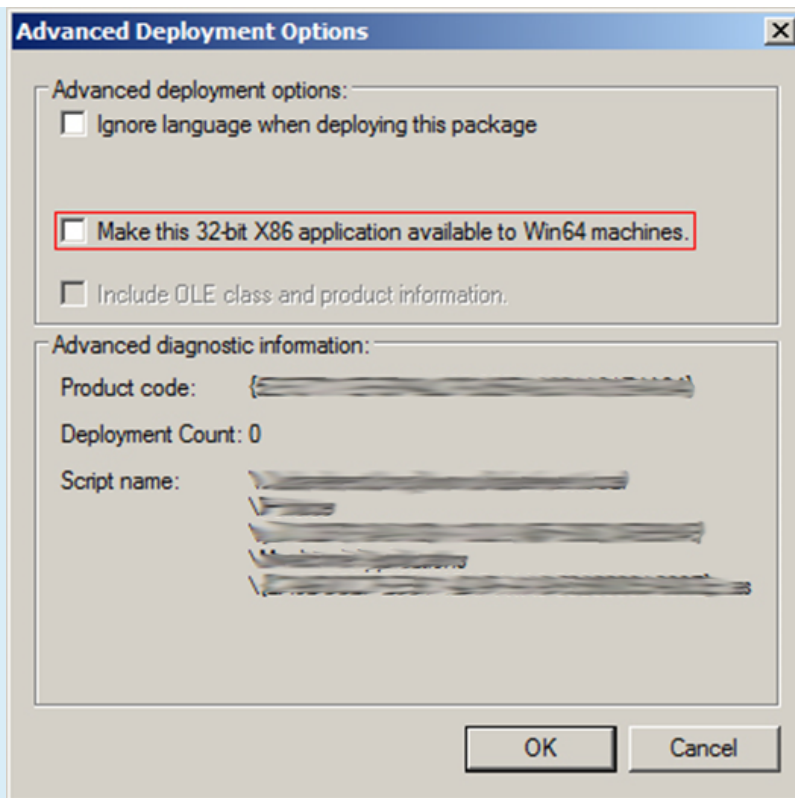 Advanced Deployment Options
Advanced deployment options:
Ignore language when deploying this package
Make this 32-bit X86 application available to Win64 machines.
Include OLE class and product information.
Advanced diagnostic information:
Product code:
Deployment Count: 0
Script name:
OK
Cancel